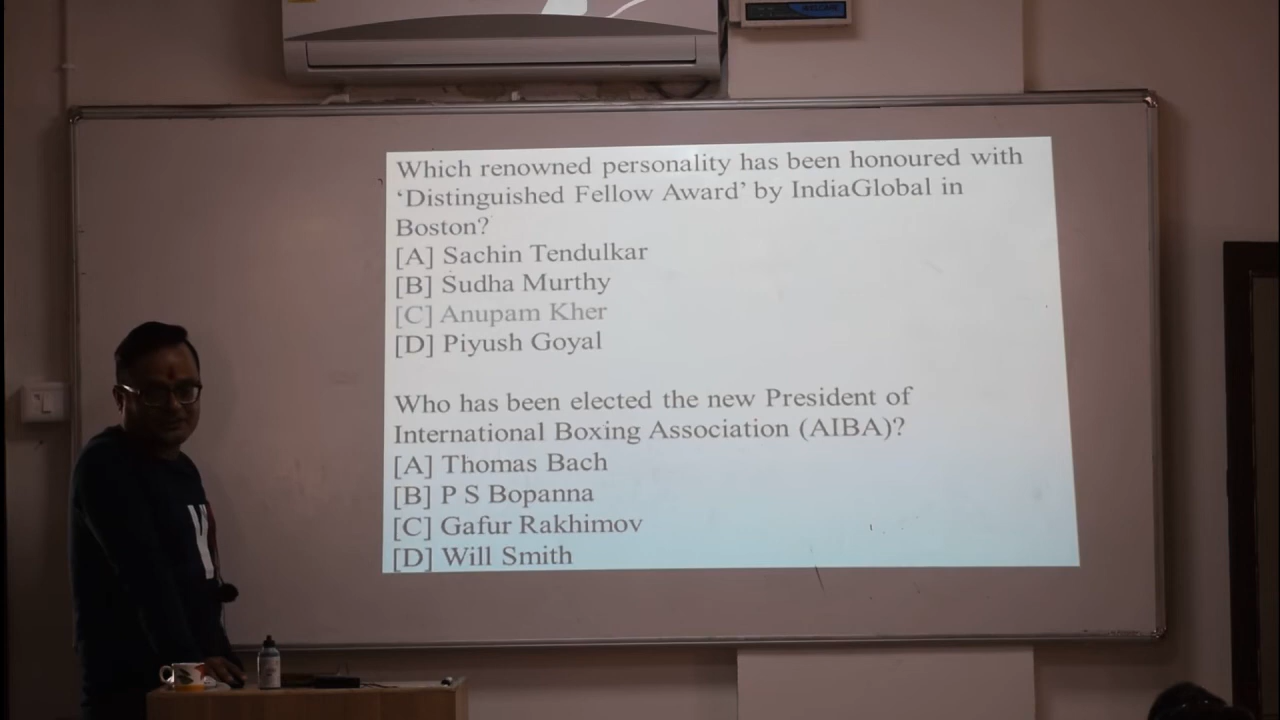 Which renowned personality has been honoured with
‘Distinguished Fellow Award’ by IndiaGlobal in
Boston?
[A] Sachin Tendulkar
[B] Sudha Murthy
[C] Anupam Kher
[D] Piyush Goyal
Who has been elected the new President of
International Boxing Association (AIBA)?
[A] Thomas Bach
[B] P S Bopanna
[C] Gafur Rakhimov
[D] Will Smith